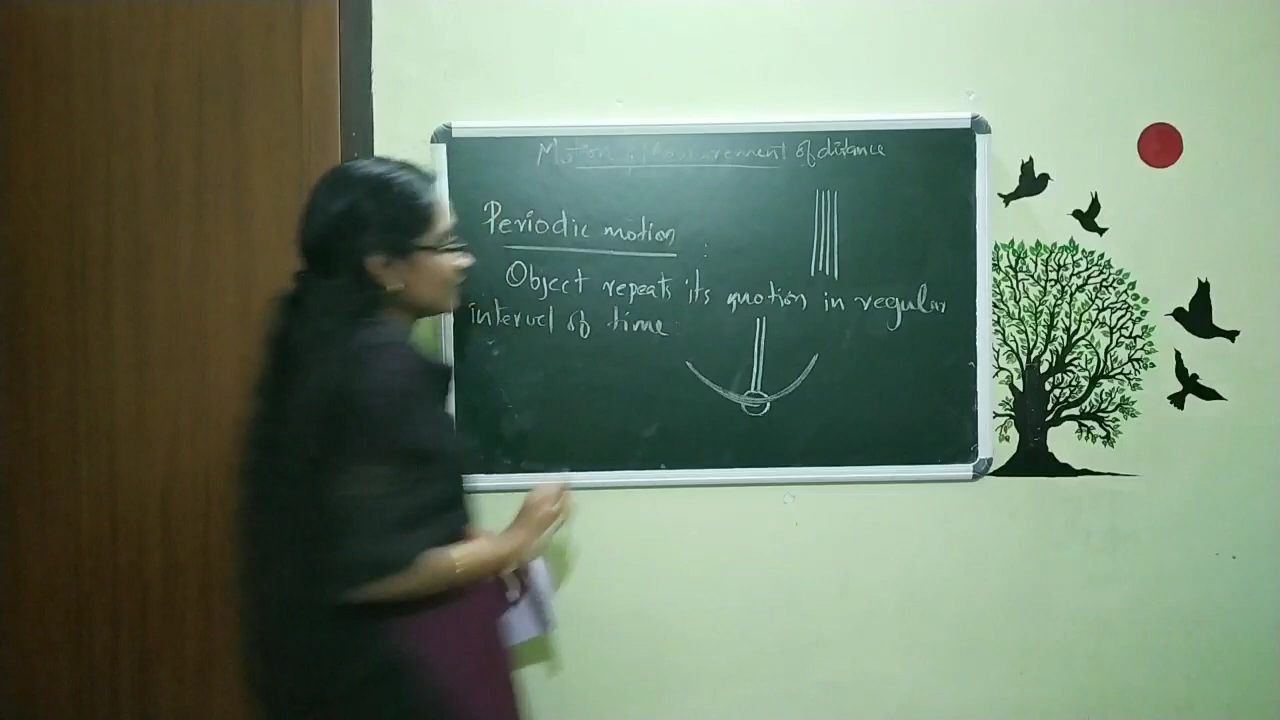 Motion & Measurement of distance
Periodic motion :
Object repeats its motion in regular
interval of time